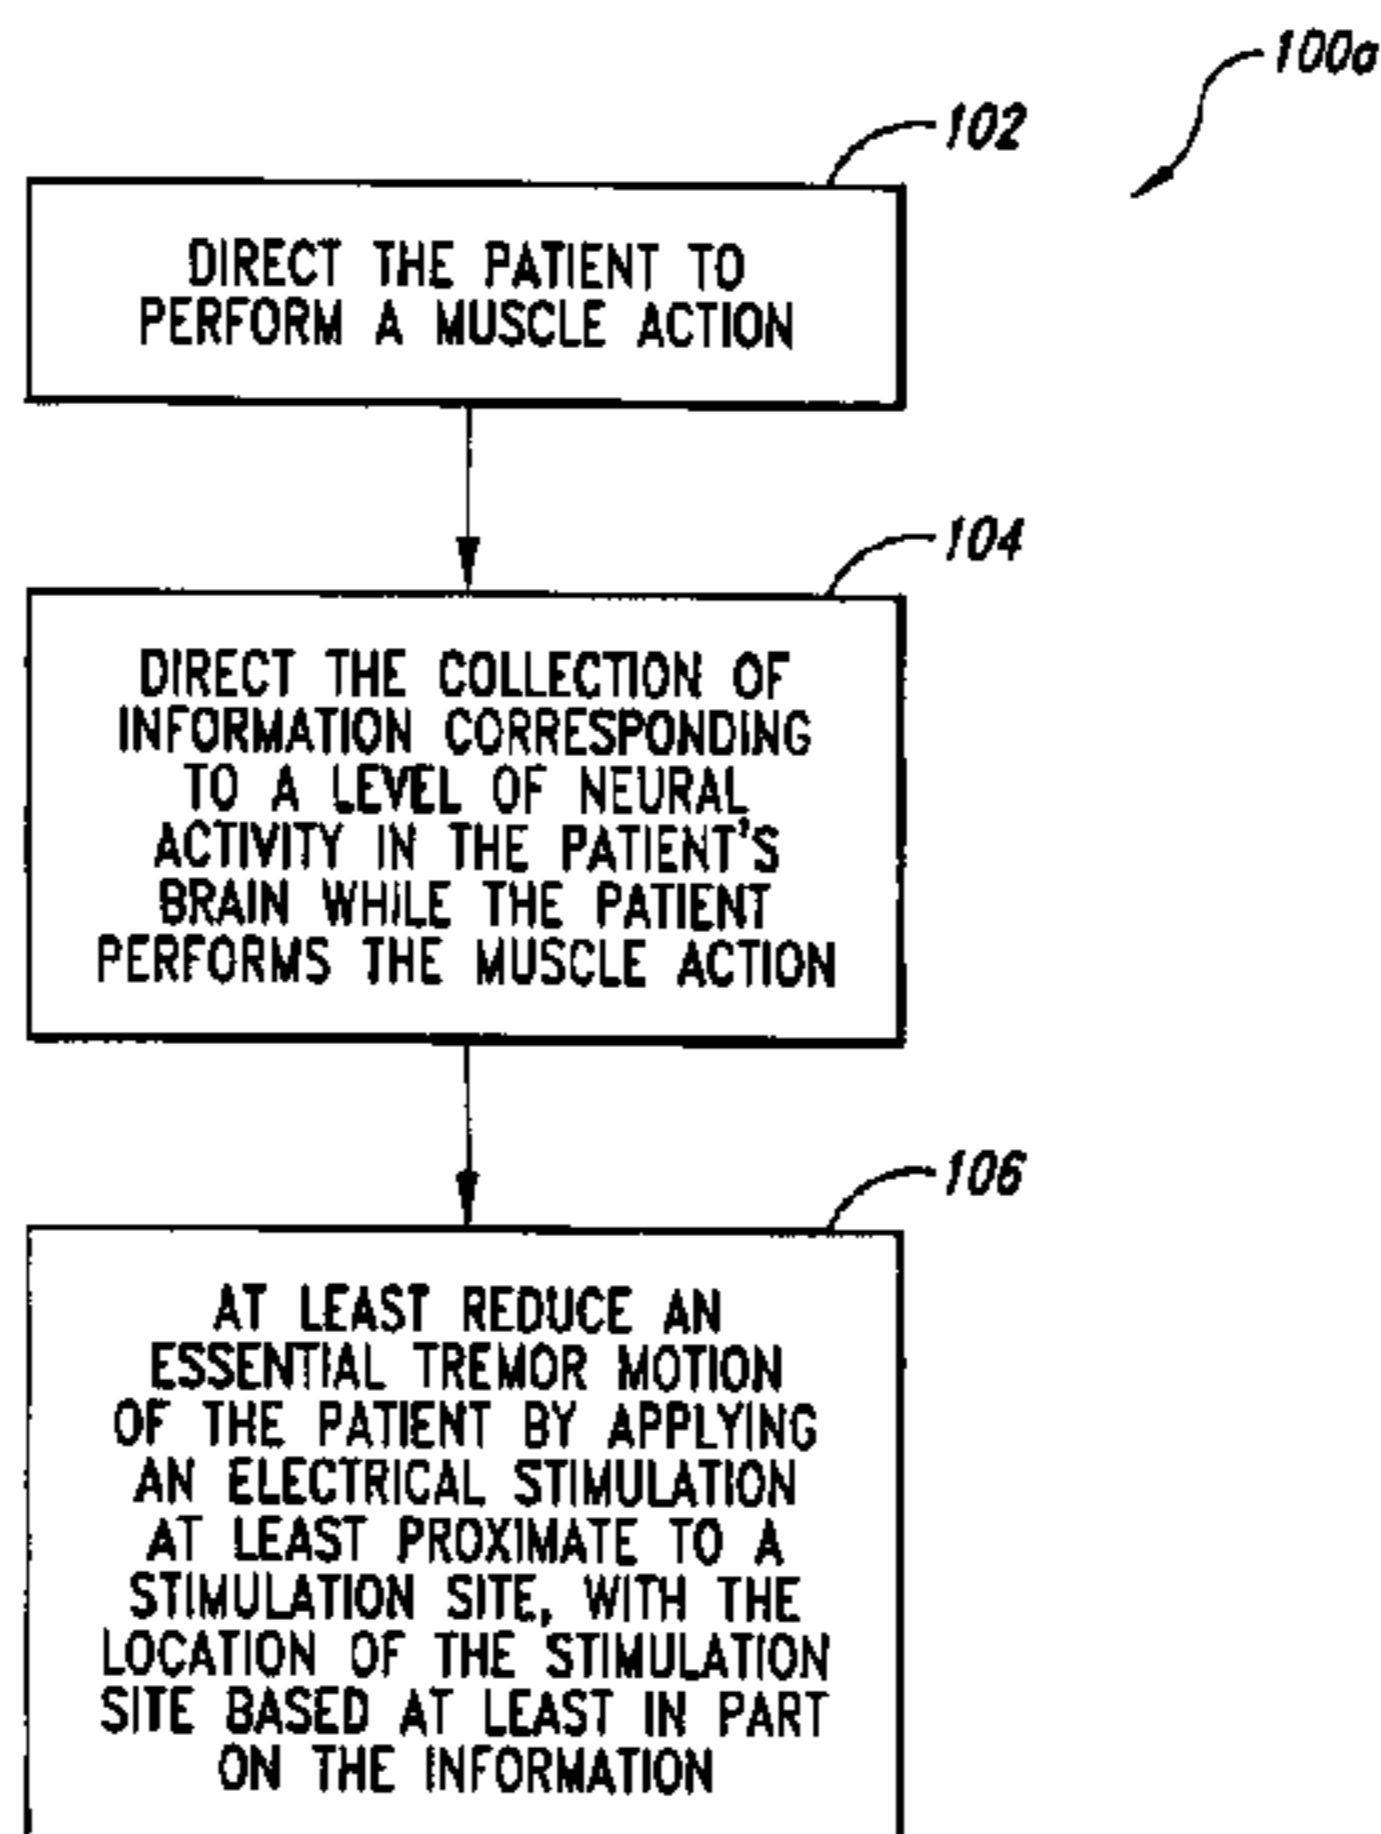 100a
102
DIRECT THE PATIENT TO
PERFORM A MUSCLE ACTION
104
DIRECT THE COLLECTION OF
INFORMATION CORRESPONDING
TO A LEVEL OF NEURAL
ACTIVITY IN THE PATIENT'S
BRAIN WHILE THE PATIENT
PERFORMS THE MUSCLE ACTION
106
AT LEAST REDUCE AN
ESSENTIAL TREMOR MOTION
OF THE PATIENT BY APPLYING
AN ELECTRICAL STIMULATION
AT LEAST PROXIMATE TO A
STIMULATION SITE, WITH THE
LOCATION OF THE STIMULATION
SITE BASED AT LEAST IN PART
ON THE INFORMATION